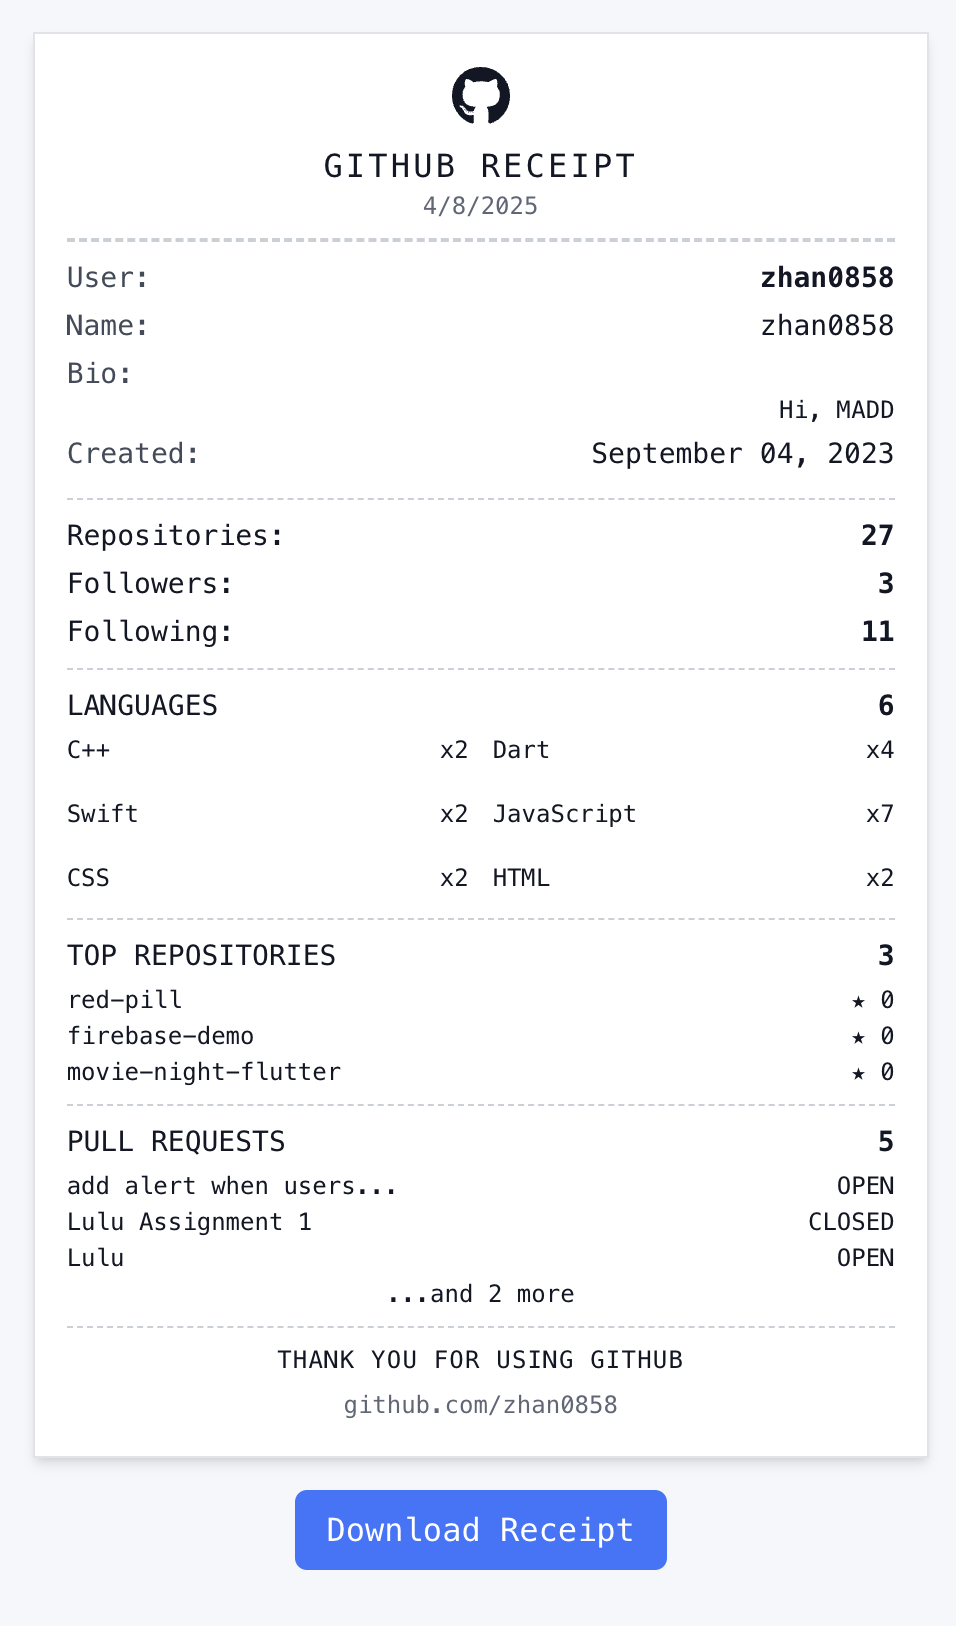 GITHUB RECEIPT
4/8/2025
User: zhan0858
Name: zhan0858
Bio:
Hi, MADD
Created: September 04, 2023
Repositories: 27
Followers: 3
Following: 11
LANGUAGES 6
C++ x2 Dart x4
Swift x2 JavaScript x7
CSS x2 HTML x2
TOP REPOSITORIES 3
red-pill ★ 0
firebase-demo ★ 0
movie-night-flutter ★ 0
PULL REQUESTS 5
add alert when users... OPEN
Lulu Assignment 1 CLOSED
Lulu OPEN
...and 2 more
THANK YOU FOR USING GITHUB
github.com/zhan0858
Download Receipt